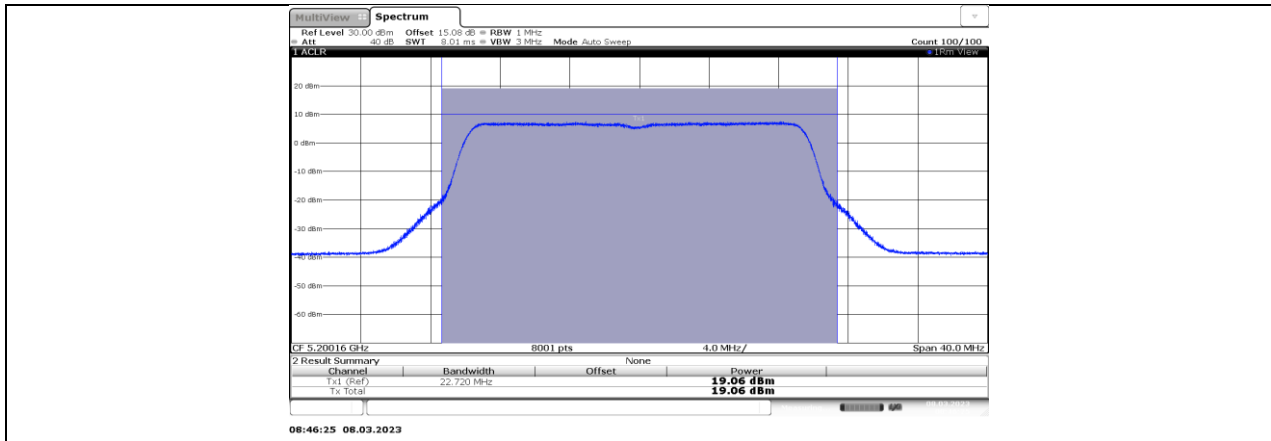 MultiView Spectrum
Ref Level 30.00 dBm Offset 15.08 dB RBW 1 MHz
Att 40 dB SWT 8.01 ms VBW 3 MHz Mode Auto Sweep Count 100/100
1 ACLR 1Rm View
20 dBm
10 dBm
Tx1
0 dBm
-10 dBm
-20 dBm
-30 dBm
-40 dBm
-50 dBm
-60 dBm
CF 5.20016 GHz 8001 pts 4.0 MHz/ Span 40.0 MHz
2 Result Summary None
Channel Bandwidth Offset Power
Tx1 (Ref) 22.720 MHz 19.06 dBm
Tx Total 19.06 dBm
08.03.2023
08:46:25 08.03.2023